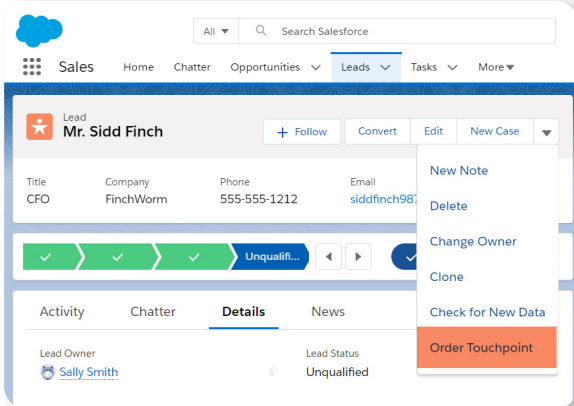 All
Search Salesforce
Sales Home Chatter Opportunities Leads Tasks More
Lead
Mr. Sidd Finch
+ Follow Convert Edit New Case
Title Company Phone Email
CFO FinchWorm 555-555-1212 siddfinch987
New Note
Delete
Change Owner
Clone
Check for New Data
Order Touchpoint
Unqualifi...
Activity Chatter Details News
Lead Owner Lead Status
Sally Smith Unqualified